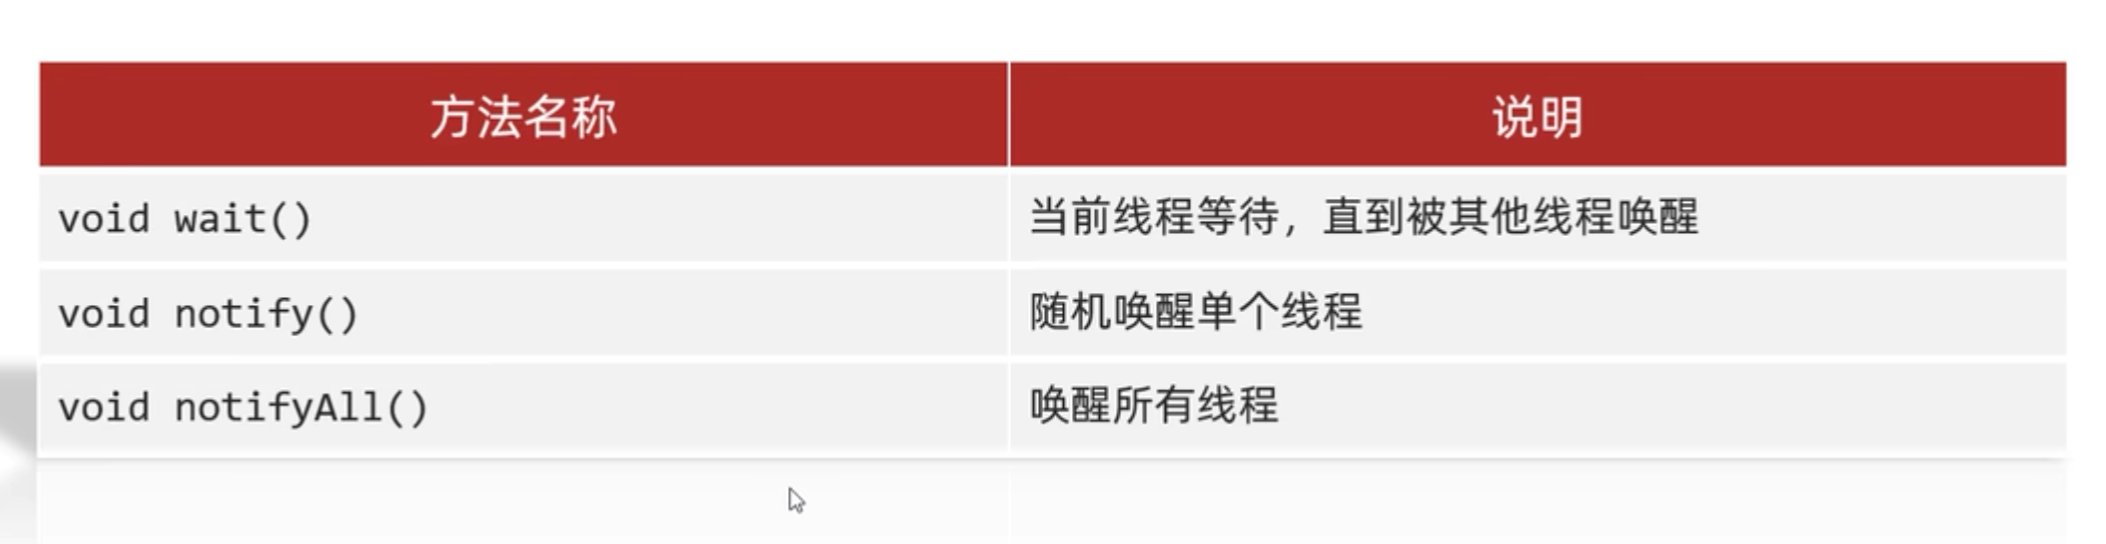 方法名称 说明
void wait() 当前线程等待，直到被其他线程唤醒
void notify() 随机唤醒单个线程
void notifyAll() 唤醒所有线程